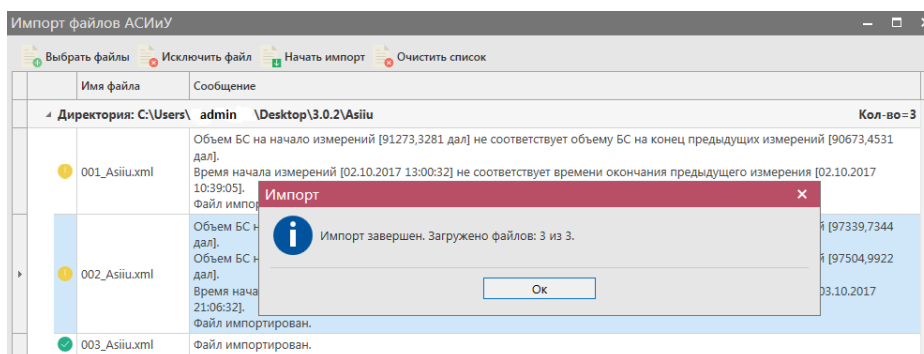 Импорт файлов АСИиУ
Выбрать файлы Исключить файл Начать импорт Очистить список
Имя файла Сообщение
Директория: C:\Users\ admin \Desktop\3.0.2\Asiiu Кол-во=3
Объем БС на начало измерений [91273,3281 дал] не соответствует объему БС на конец предыдущих измерений [90673,4531
дал].
001_Asiiu.xml
Время начала измерений [02.10.2017 13:00:32] не соответствует времени окончания предыдущего измерения [02.10.2017
10:39:05].
Файл импор
Импорт
Объем БС н
й [97339,7344
дал].
Импорт завершен. Загружено файлов: 3 из 3.
Объем БС н
й [97504,9922
002_Asiiu.xml
дал].
Ок
Время нача
03.10.2017
21:06:32].
Файл импортирован.
003_Asiiu.xml Файл импортирован.